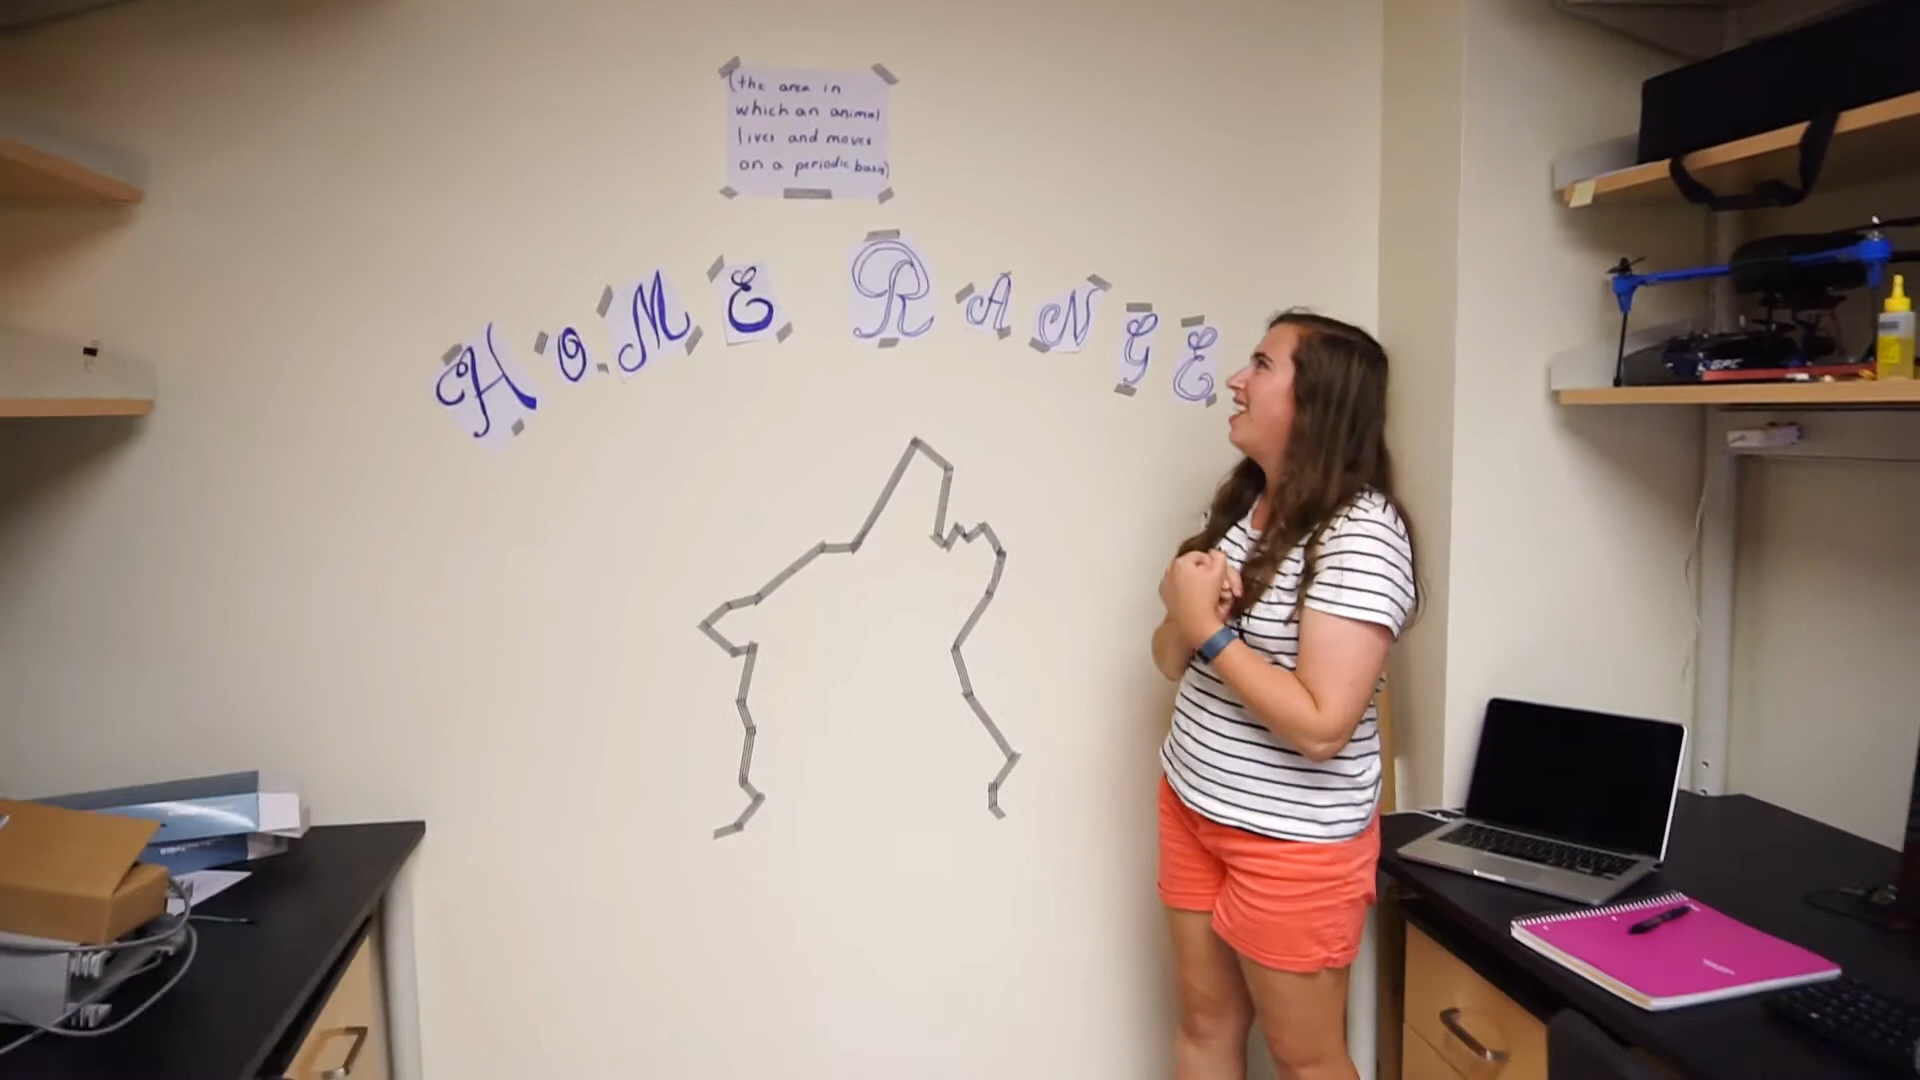 (the area in
which an animal
lives and moves
on a periodic basis)
HOME RANGE